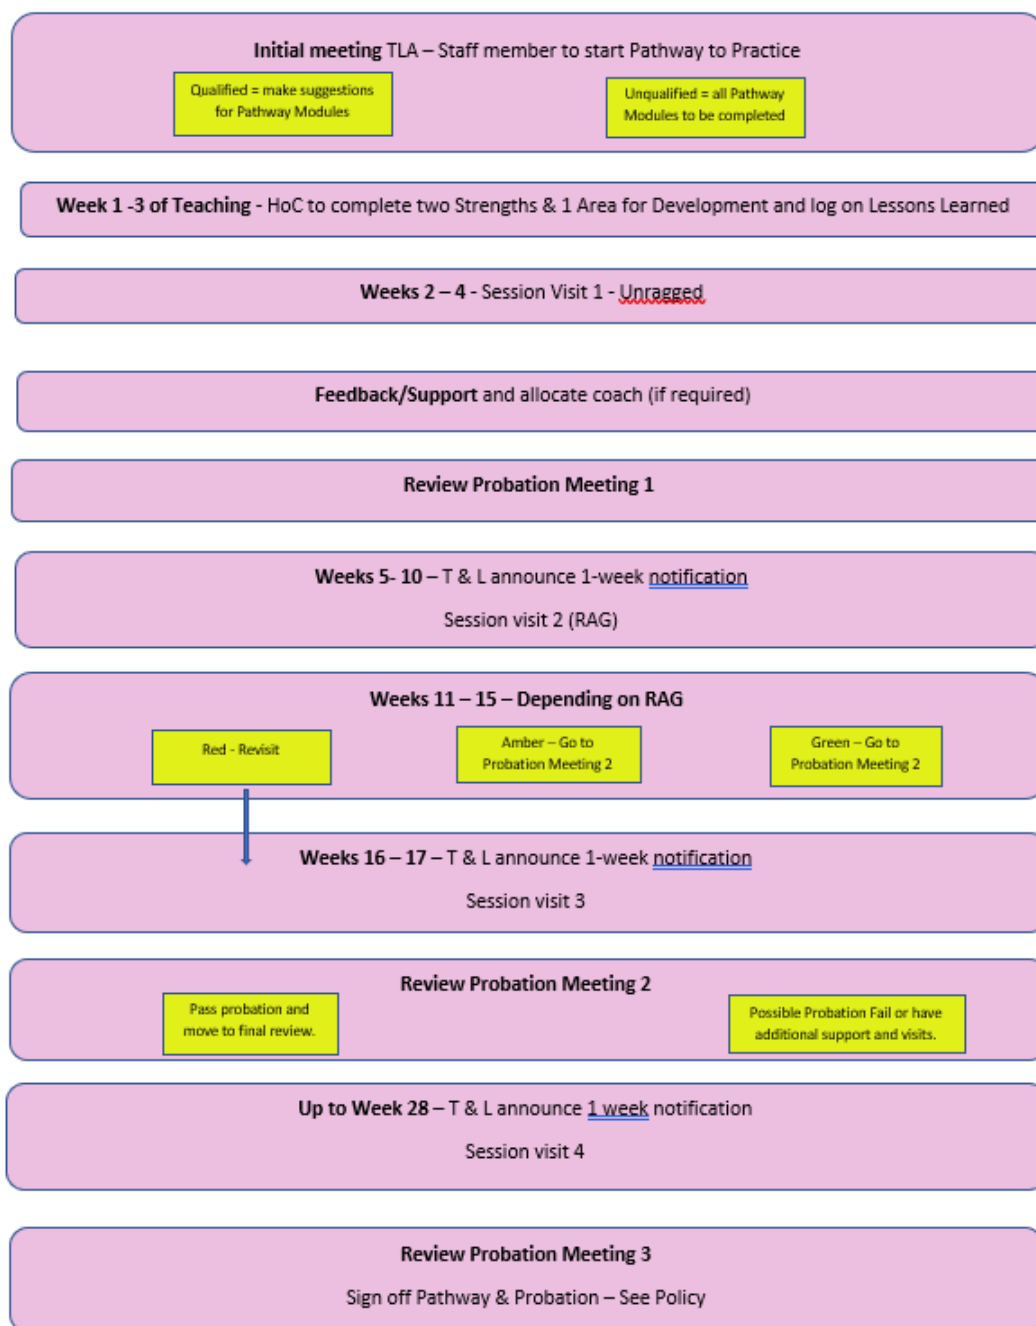 Initial meeting TLA – Staff member to start Pathway to Practice
Qualified = make suggestions
for Pathway Modules
Unqualified = all Pathway
Modules to be completed
Week 1 -3 of Teaching - HoC to complete two Strengths & 1 Area for Development and log on Lessons Learned
Weeks 2 – 4 - Session Visit 1 - Unragged
Feedback/Support and allocate coach (if required)
Review Probation Meeting 1
Weeks 5- 10 – T & L announce 1-week notification
Session visit 2 (RAG)
Weeks 11 – 15 – Depending on RAG
Red - Revisit
Amber – Go to
Probation Meeting 2
Green – Go to
Probation Meeting 2
Weeks 16 – 17 – T & L announce 1-week notification
Session visit 3
Review Probation Meeting 2
Pass probation and
move to final review.
Possible Probation Fail or have
additional support and visits.
Up to Week 28 – T & L announce 1 week notification
Session visit 4
Review Probation Meeting 3
Sign off Pathway & Probation – See Policy